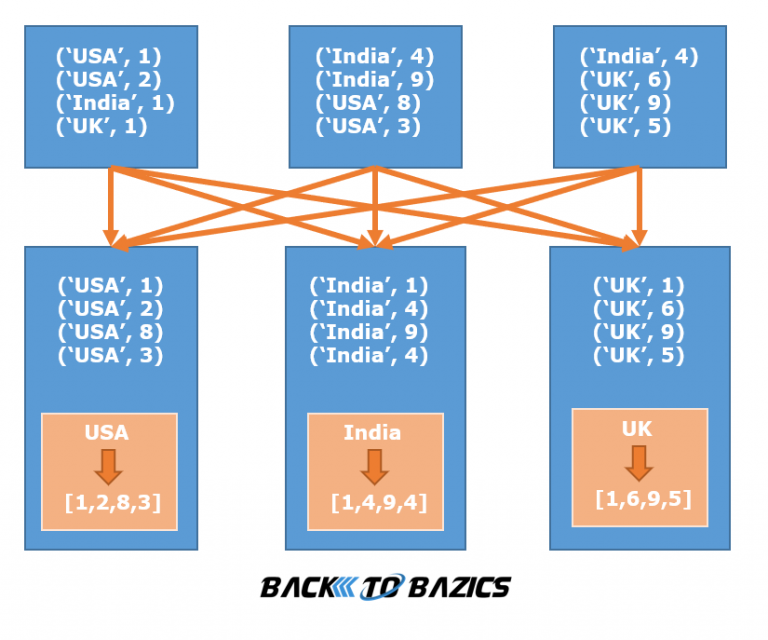 (‘USA’, 1)
(‘USA’, 2)
(‘India’, 1)
(‘UK’, 1)
(‘India’, 4)
(‘India’, 9)
(‘USA’, 8)
(‘USA’, 3)
(‘India’, 4)
(‘UK’, 6)
(‘UK’, 9)
(‘UK’, 5)
(‘USA’, 1)
(‘USA’, 2)
(‘USA’, 8)
(‘USA’, 3)
USA
[1,2,8,3]
(‘India’, 1)
(‘India’, 4)
(‘India’, 9)
(‘India’, 4)
India
[1,4,9,4]
(‘UK’, 1)
(‘UK’, 6)
(‘UK’, 9)
(‘UK’, 5)
UK
[1,6,9,5]
BACK TO BAZICS